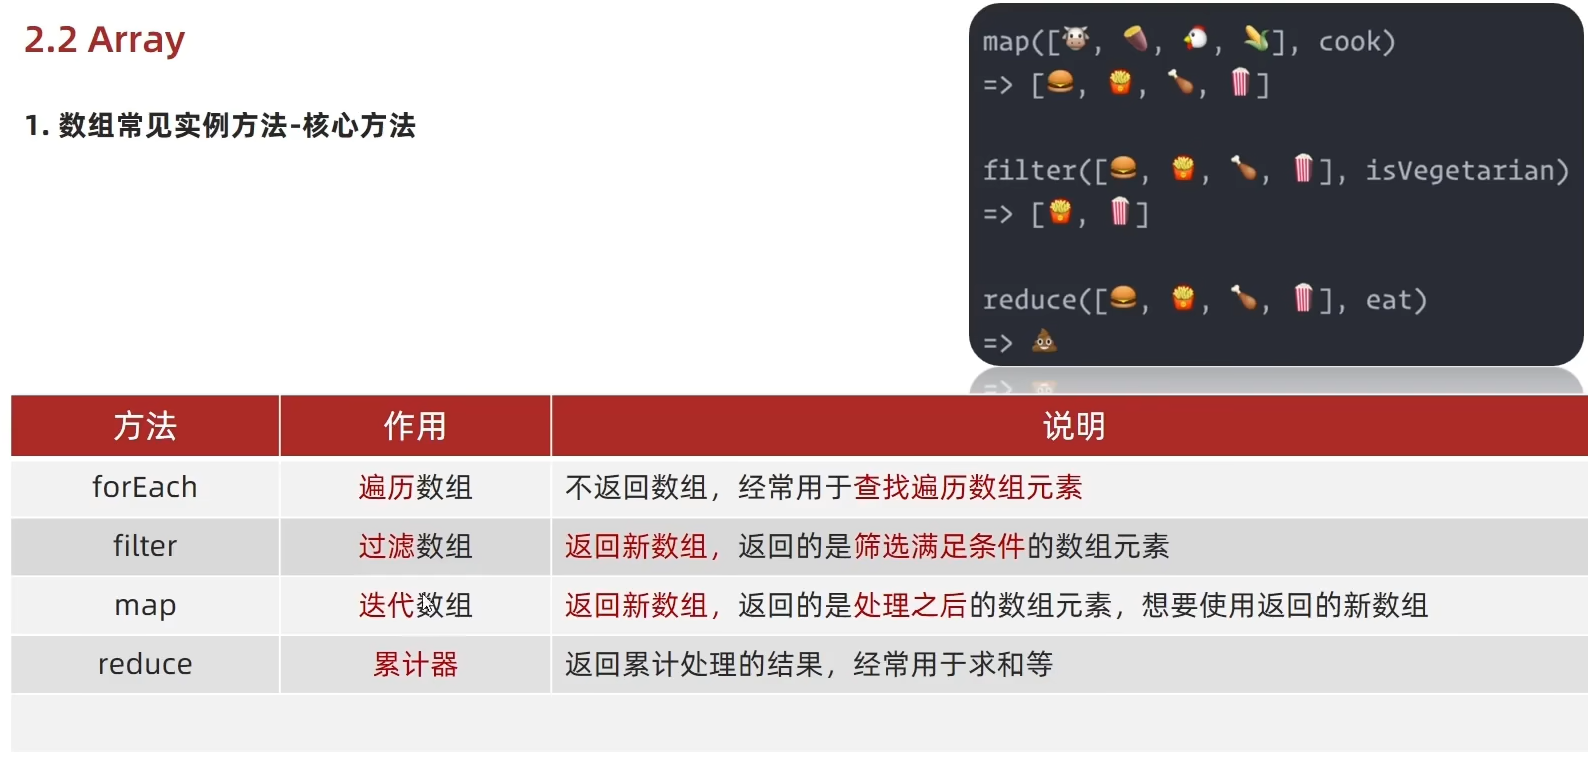 2.2 Array
1. 数组常见实例方法-核心方法
map([🐮, 🍠, 🐔, 🌽], cook)
=> [🍔, 🍟, 🍗, 🍿]
filter([🍔, 🍟, 🍗, 🍿], isVegetarian)
=> [🍟, 🍿]
reduce([🍔, 🍟, 🍗, 🍿], eat)
=> 💩
方法 作用 说明
forEach 遍历数组 不返回数组，经常用于查找遍历数组元素
filter 过滤数组 返回新数组，返回的是筛选满足条件的数组元素
map 迭代数组 返回新数组，返回的是处理之后的数组元素，想要使用返回的新数组
reduce 累计器 返回累计处理的结果，经常用于求和等